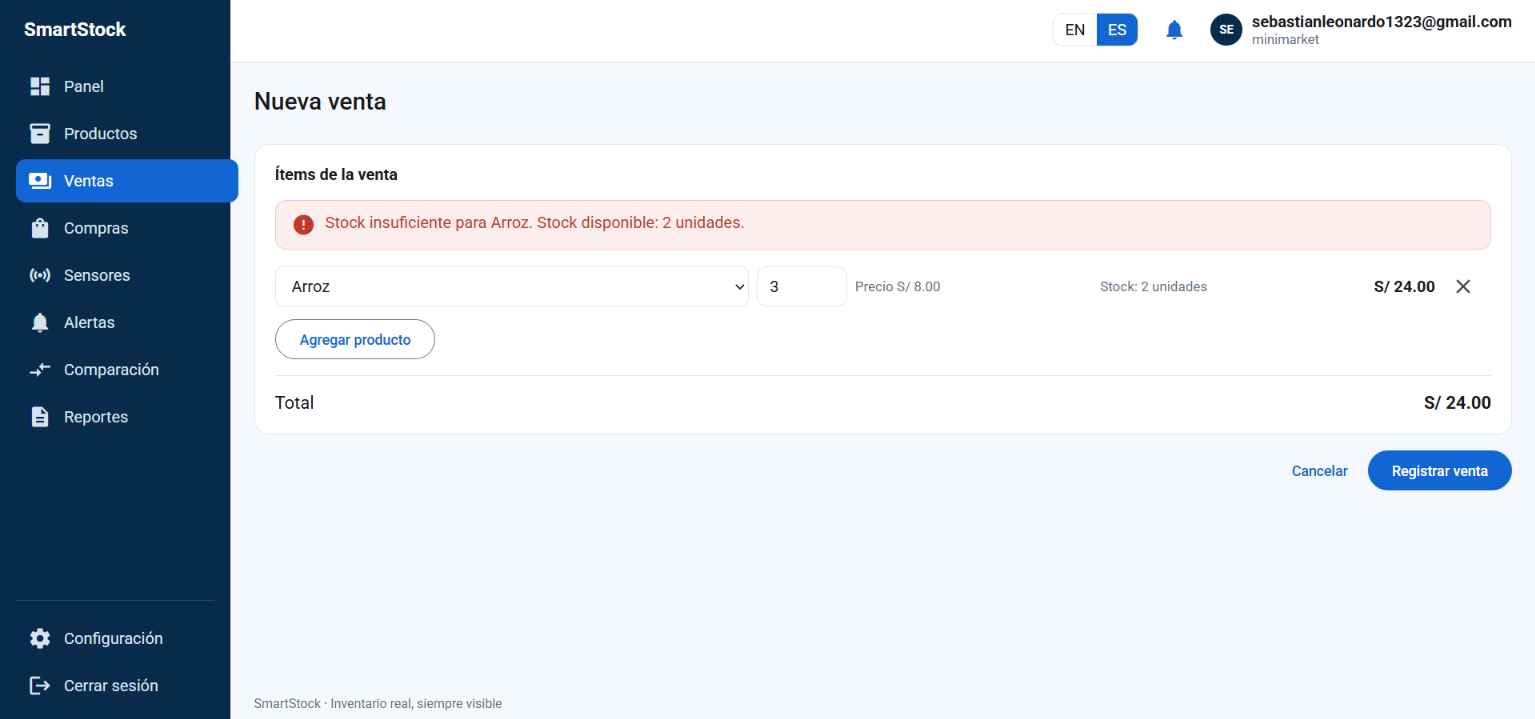 SmartStock
EN ES
SE
sebastianleonardo1323@gmail.com
minimarket
Panel
Productos
Ventas
Compras
Sensores
Alertas
Comparación
Reportes
Configuración
Cerrar sesión
Nueva venta
Ítems de la venta
Stock insuficiente para Arroz. Stock disponible: 2 unidades.
Arroz 3 Precio S/ 8.00 Stock: 2 unidades S/ 24.00
Agregar producto
Total S/ 24.00
Cancelar Registrar venta
SmartStock · Inventario real, siempre visible